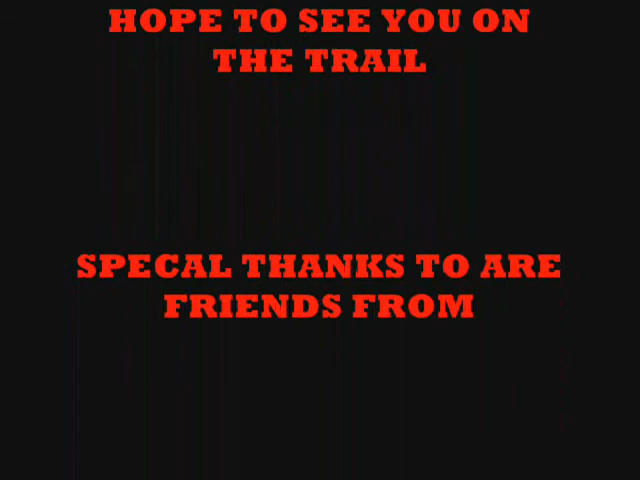 HOPE TO SEE YOU ON
THE TRAIL
SPECAL THANKS TO ARE
FRIENDS FROM